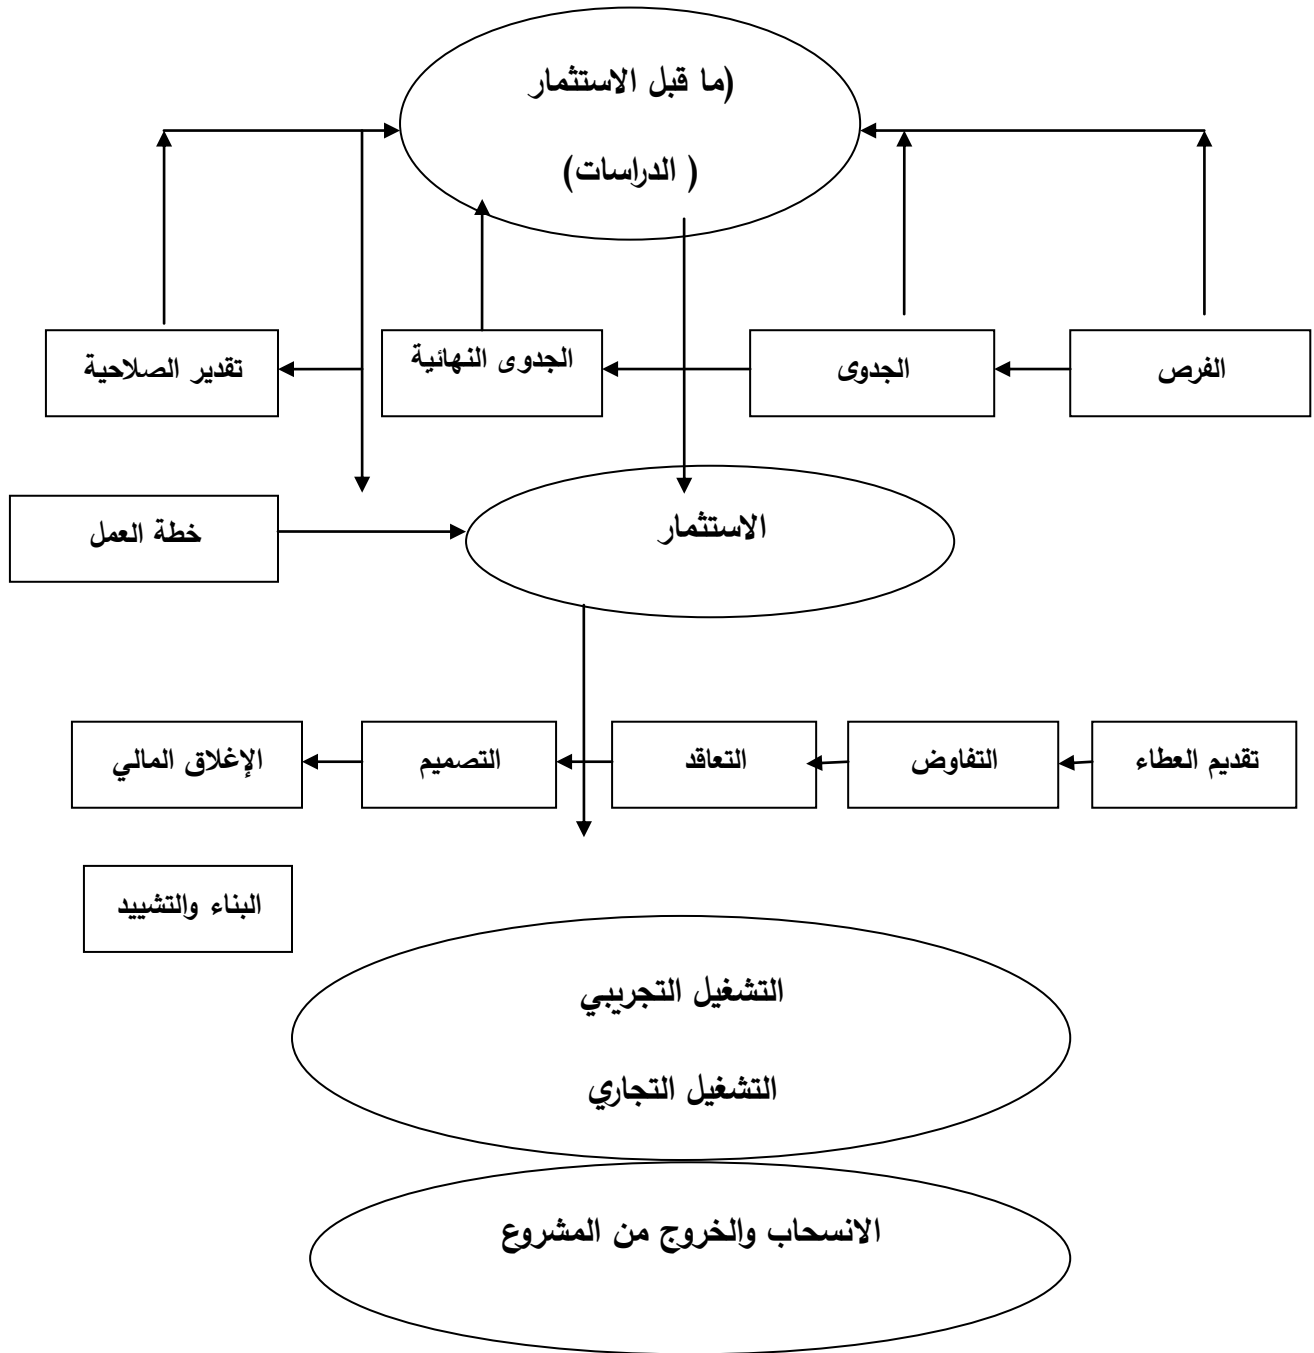 (ما قبل الاستثمار
( الدراسات)
الفرص
الجدوى
الجدوى النهائية
تقدير الصلاحية
الاستثمار
خطة العمل
تقديم العطاء
التفاوض
التعاقد
التصميم
الإغلاق المالي
البناء والتشييد
التشغيل التجريبي
التشغيل التجاري
الانسحاب والخروج من المشروع